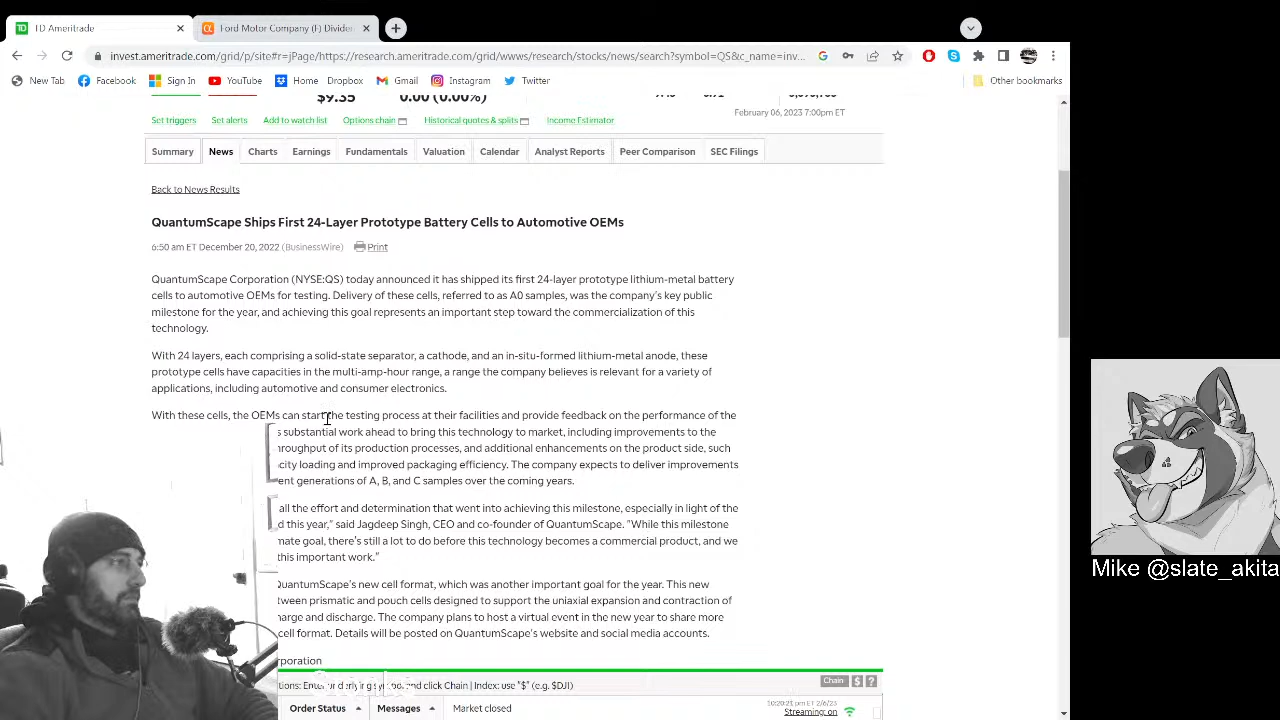 TD Ameritrade
Ford Motor Company (F) Dividen
invest.ameritrade.com/grid/p/site#r=jPage/https://research.ameritrade.com/grid/wwws/research/stocks/news/search?symbol=QS&c_name=inv...
New Tab Facebook Sign In YouTube Home Dropbox Gmail Instagram Twitter Other bookmarks
$9.35 0.00 (0.00%)
February 06, 2023 7:00pm ET
Set triggers Set alerts Add to watch list Options chain Historical quotes & splits Income Estimator
Summary News Charts Earnings Fundamentals Valuation Calendar Analyst Reports Peer Comparison SEC Filings
Back to News Results
QuantumScape Ships First 24-Layer Prototype Battery Cells to Automotive OEMs
6:50 am ET December 20, 2022 (BusinessWire) Print
QuantumScape Corporation (NYSE:QS) today announced it has shipped its first 24-layer prototype lithium-metal battery
cells to automotive OEMs for testing. Delivery of these cells, referred to as A0 samples, was the company's key public
milestone for the year, and achieving this goal represents an important step toward the commercialization of this
technology.
With 24 layers, each comprising a solid-state separator, a cathode, and an in-situ-formed lithium-metal anode, these
prototype cells have capacities in the multi-amp-hour range, a range the company believes is relevant for a variety of
applications, including automotive and consumer electronics.
With these cells, the OEMs can start the testing process at their facilities and provide feedback on the performance of the
s substantial work ahead to bring this technology to market, including improvements to the
hroughput of its production processes, and additional enhancements on the product side, such
city loading and improved packaging efficiency. The company expects to deliver improvements
ent generations of A, B, and C samples over the coming years.
all the effort and determination that went into achieving this milestone, especially in light of the
d this year," said Jagdeep Singh, CEO and co-founder of QuantumScape. "While this milestone
mate goal, there's still a lot to do before this technology becomes a commercial product, and we
this important work."
QuantumScape's new cell format, which was another important goal for the year. This new
tween prismatic and pouch cells designed to support the uniaxial expansion and contraction of
harge and discharge. The company plans to host a virtual event in the new year to share more
cell format. Details will be posted on QuantumScape's website and social media accounts.
rporation
tions: Enter underlying symbol and click Chain | Index: use "$" (e.g. $DJI) Chain $ ?
Order Status Messages Market closed
10:20:21 pm ET 2/6/23
Streaming: on
Mike @slate_akita